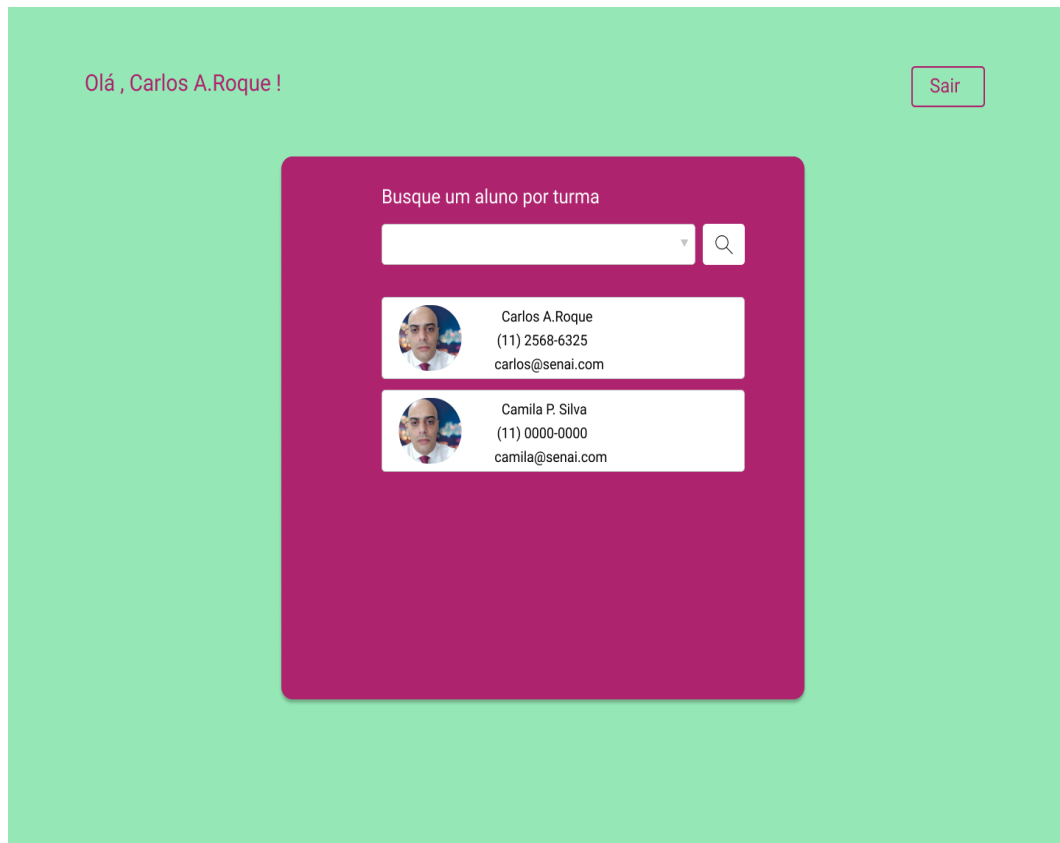 Olá , Carlos A.Roque !
Sair
Busque um aluno por turma
Carlos A.Roque
(11) 2568-6325
carlos@senai.com
Camila P. Silva
(11) 0000-0000
camila@senai.com